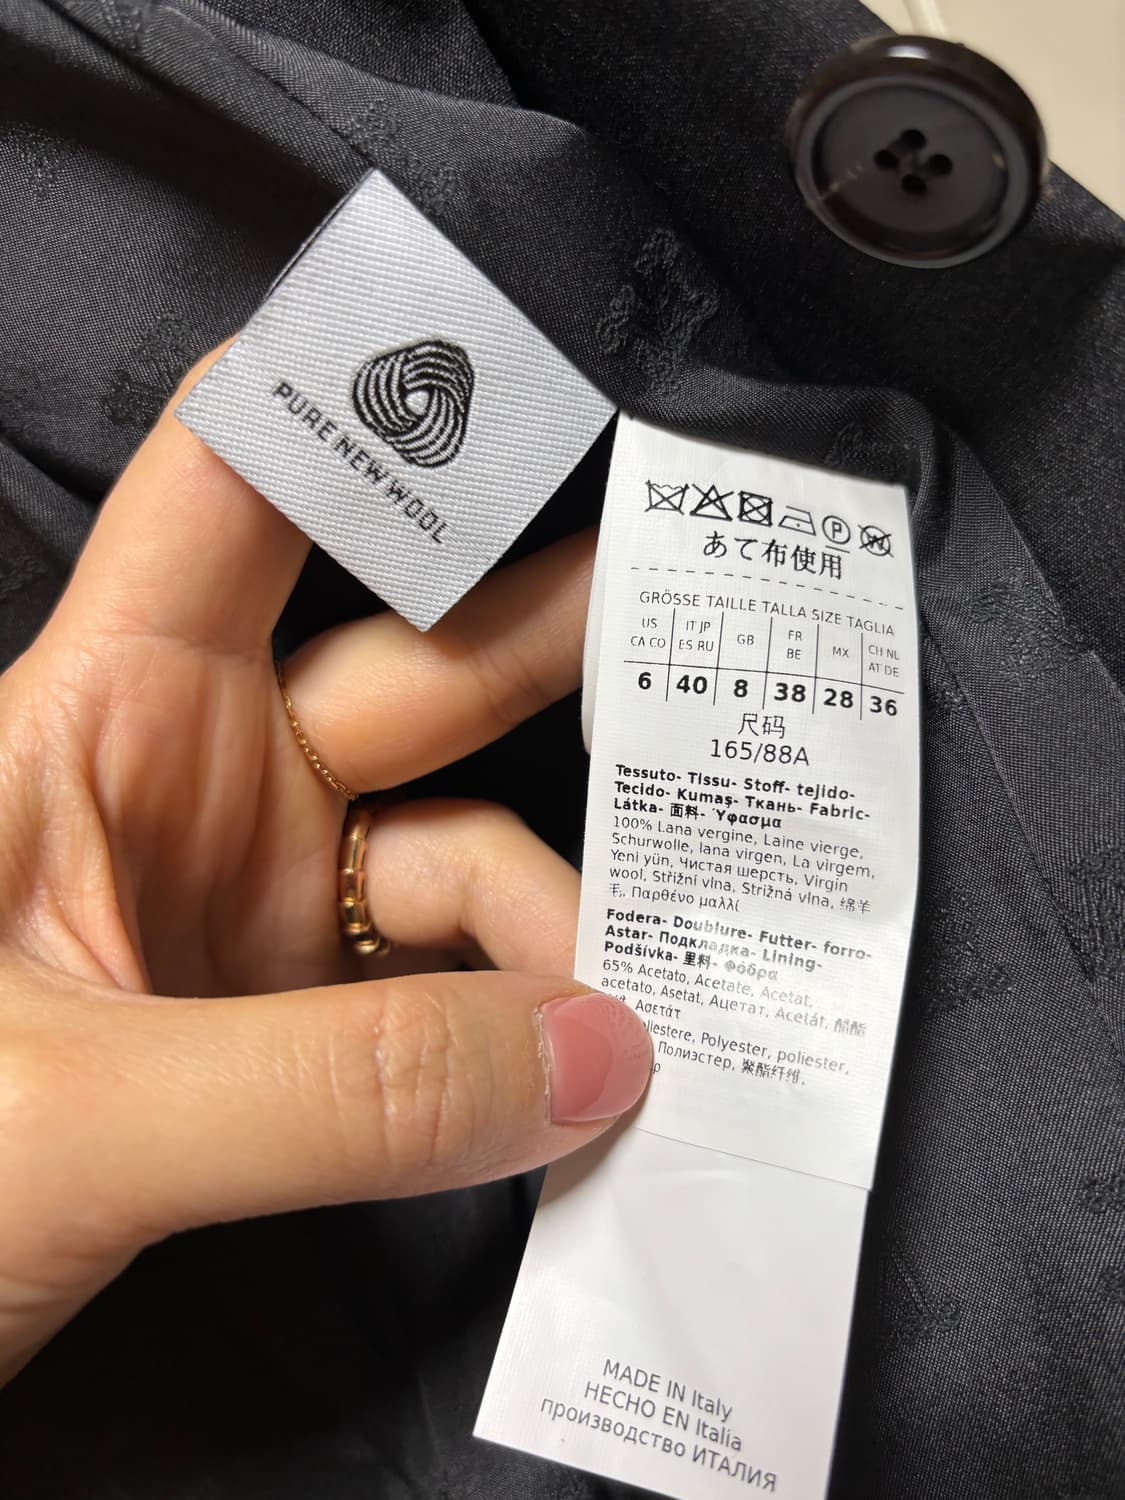 PURE NEW WOOL
P W
あて布使用
GRÖSSE TAILLE TALLA SIZE TAGLIA
US CA CO IT JP ES RU GB FR BE MX CH NL AT DE
6 40 8 38 28 36
尺码
165/88A
Tessuto- Tissu- Stoff- tejido-
Tecido- Kumaş- Ткань- Fabric-
Látka- 面料- Ύφασμα
100% Lana vergine, Laine vierge,
Schurwolle, lana virgen, La virgem,
Yeni yün, Чистая шерсть, Virgin
wool, Střižní vlna, Strižná vlna, 绵羊
毛, Παρθένο μαλλί
Fodera- Doublure- Futter- forro-
Astar- Подкладка- Lining-
Podšívka- 里料- Φόδρα
65% Acetato, Acetate, Acetat,
acetato, Asetat, Ацетат, Acetát, 醋酯
Ασετάτ
Polyester, poliester,
Полиэстер, 聚酯纤维,
MADE IN Italy
HECHO EN Italia
производство ИТАЛИЯ